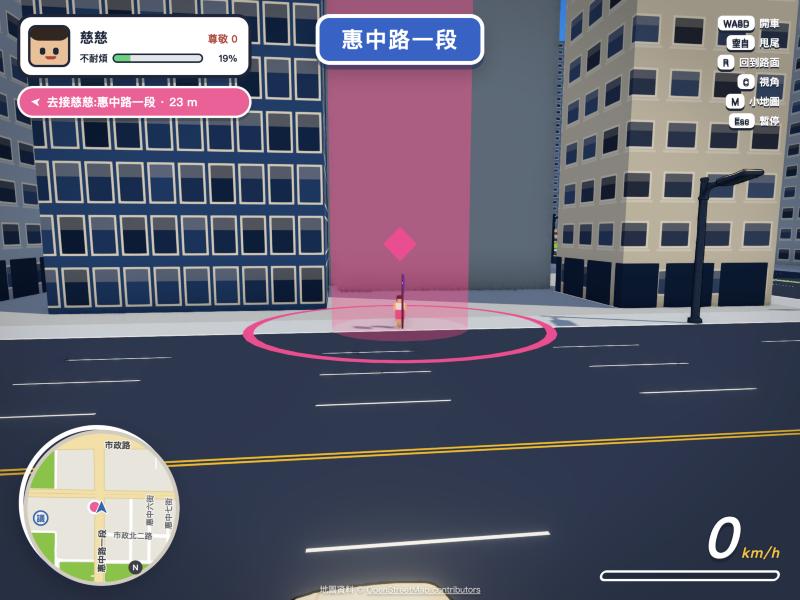 慈慈
尊敬 0
不耐煩
19%
去接慈慈:惠中路一段 · 23 m
惠中路一段
WASD 開車
空白 甩尾
R 回到路面
C 視角
M 小地圖
Esc 暫停
市政路
惠中六街
惠中七街
議
市政北二路
惠中路一段
N
0 km/h
地圖資料 © OpenStreetMap contributors